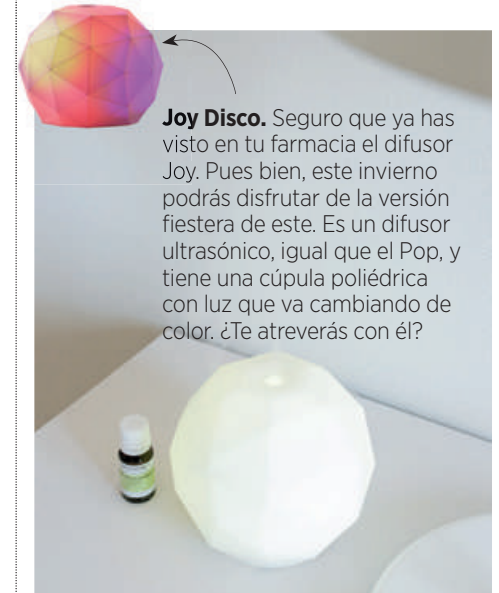 Joy Disco. Seguro que ya has
visto en tu farmacia el difusor
Joy. Pues bien, este invierno
podrás disfrutar de la versión
fiestera de este. Es un difusor
ultrasónico, igual que el Pop, y
tiene una cúpula poliédrica
con luz que va cambiando de
color. ¿Te atreverás con él?